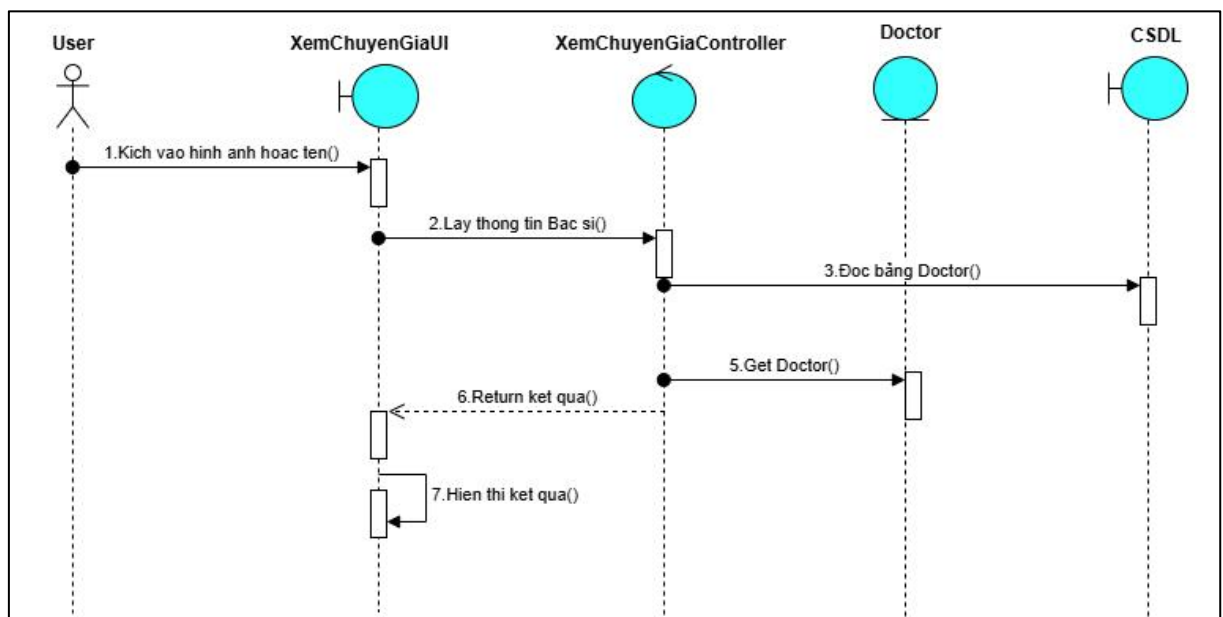 User
XemChuyenGiaUI
XemChuyenGiaController
Doctor
CSDL
1.Kich vao hinh anh hoac ten()
2.Lay thong tin Bac si()
3.Đoc bảng Doctor()
5.Get Doctor()
6.Return ket qua()
7.Hien thi ket qua()